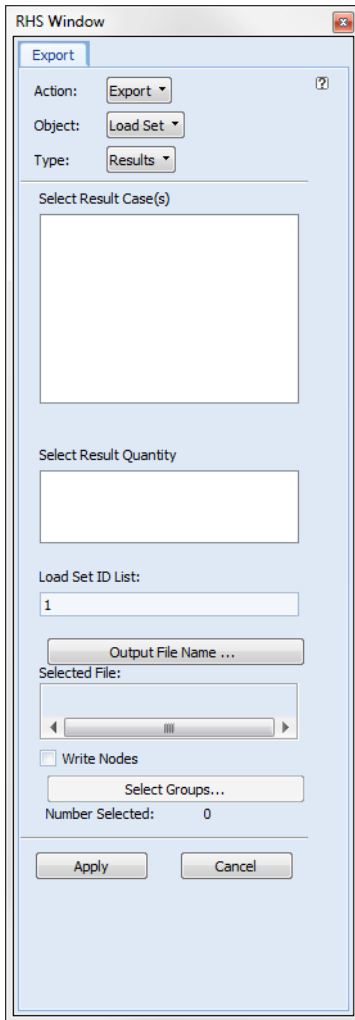 RHS Window
Export
Action: Export
?
Object: Load Set
Type: Results
Select Result Case(s)
Select Result Quantity
Load Set ID List:
1
Output File Name ...
Selected File:
Write Nodes
Select Groups...
Number Selected: 0
Apply Cancel